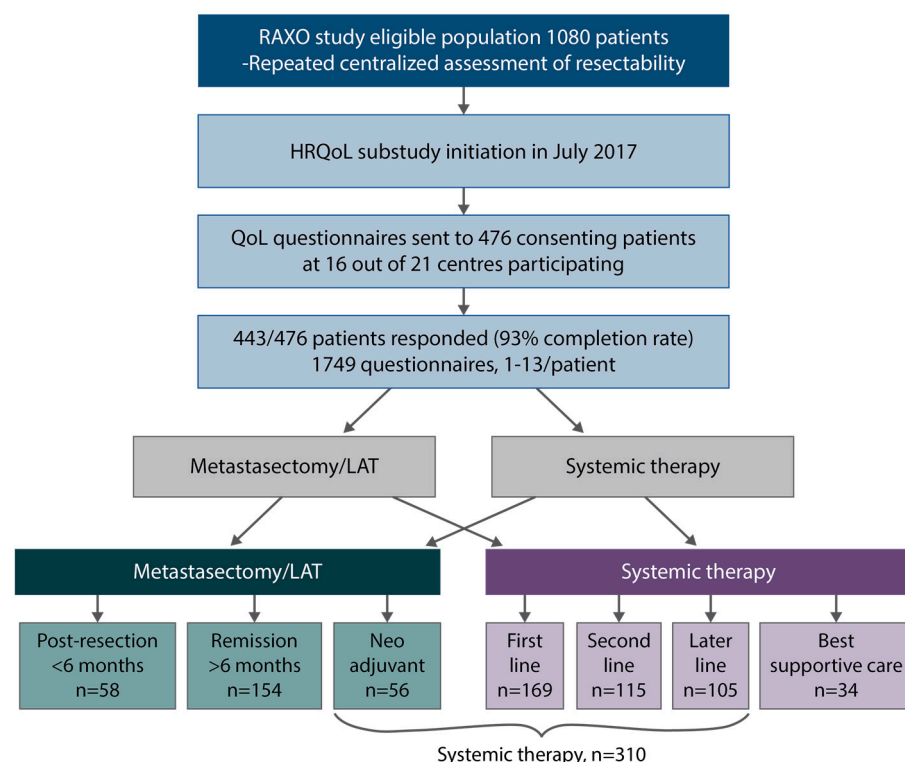 RAXO study eligible population 1080 patients
-Repeated centralized assessment of resectability
HRQoL substudy initiation in July 2017
QoL questionnaires sent to 476 consenting patients
at 16 out of 21 centres participating
443/476 patients responded (93% completion rate)
1749 questionnaires, 1-13/patient
Metastasectomy/LAT
Systemic therapy
Metastasectomy/LAT
Systemic therapy
Post-resection
<6 months
n=58
Remission
>6 months
n=154
Neo
adjuvant
n=56
First
line
n=169
Second
line
n=115
Later
line
n=105
Best
supportive care
n=34
Systemic therapy, n=310